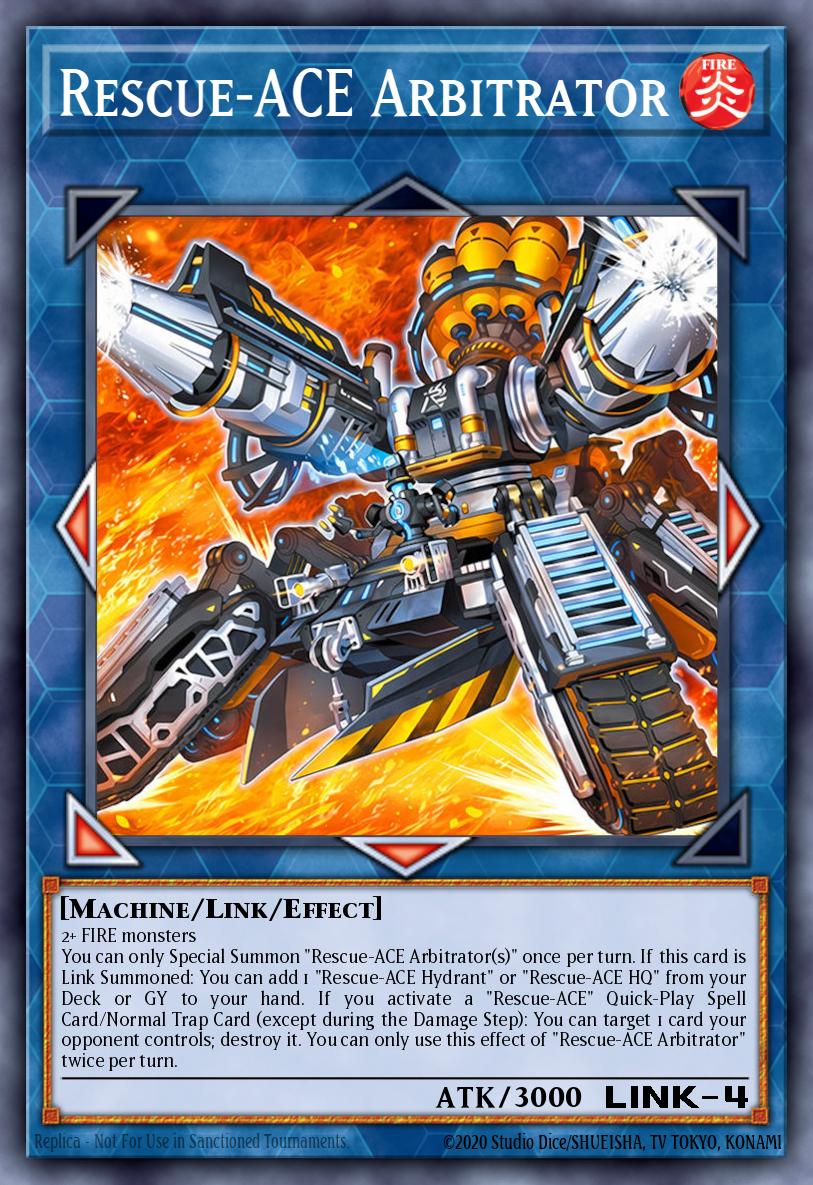 Rescue-ACE Arbitrator
FIRE
炎
[Machine/Link/Effect]
2+ FIRE monsters
You can only Special Summon "Rescue-ACE Arbitrator(s)" once per turn. If this card is
Link Summoned: You can add 1 "Rescue-ACE Hydrant" or "Rescue-ACE HQ" from your
Deck or GY to your hand. If you activate a "Rescue-ACE" Quick-Play Spell
Card/Normal Trap Card (except during the Damage Step): You can target 1 card your
opponent controls; destroy it. You can only use this effect of "Rescue-ACE Arbitrator"
twice per turn.
ATK/3000 LINK-4
Replica - Not For Use in Sanctioned Tournaments. ©2020 Studio Dice/SHUEISHA, TV TOKYO, KONAMI